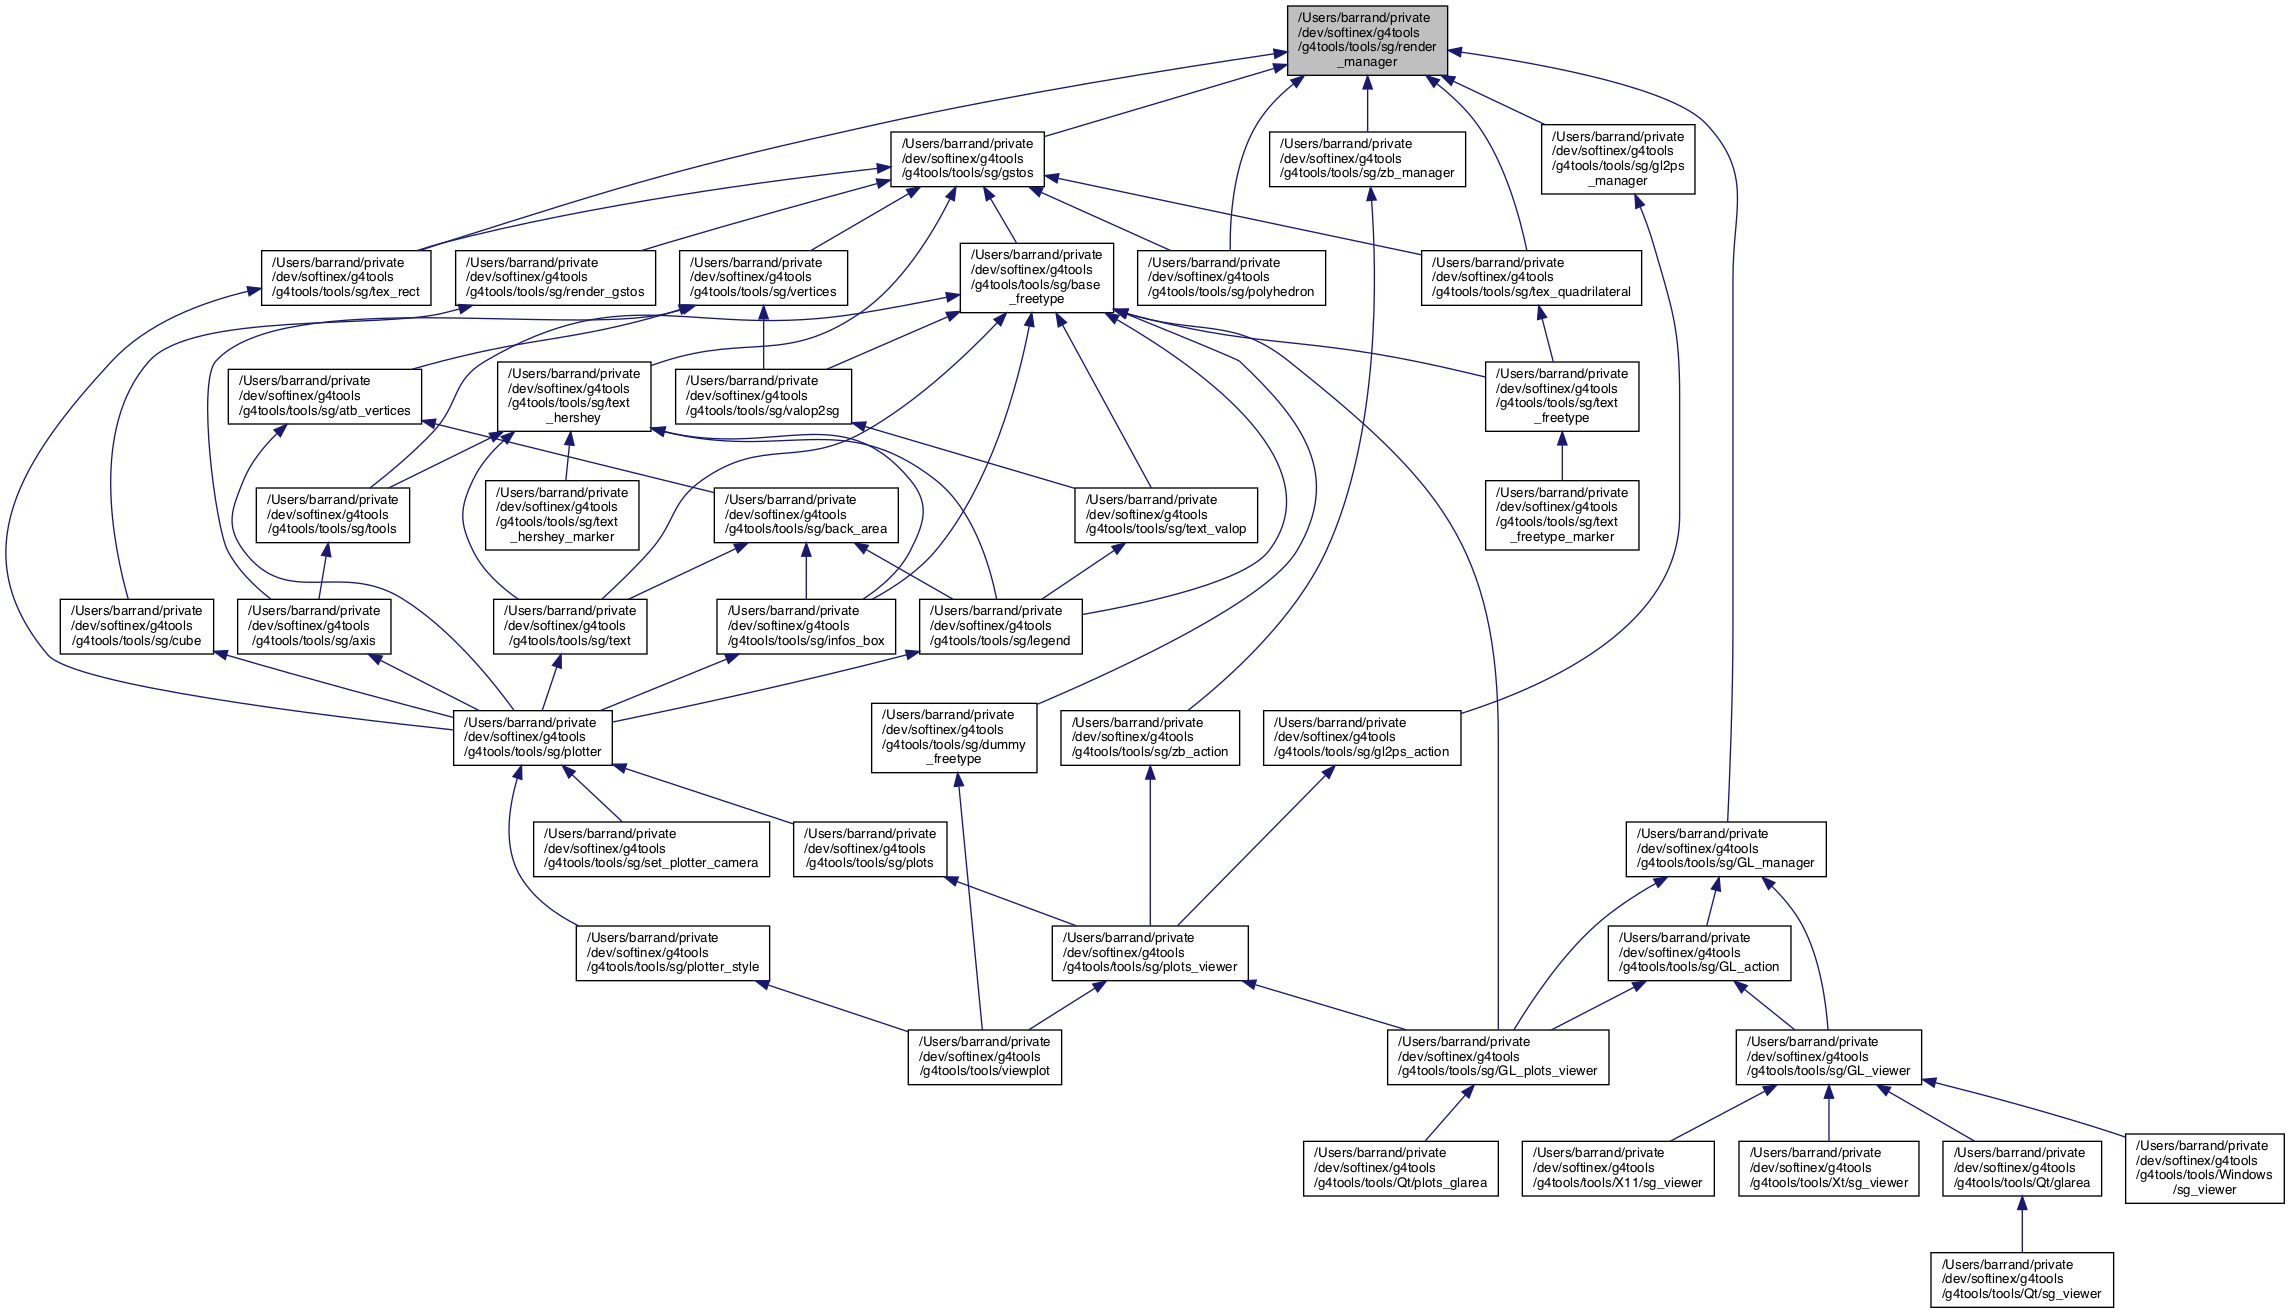 /Users/barrand/private
/dev/softinex/g4tools
/g4tools/tools/sg/render
_manager
/Users/barrand/private
/dev/softinex/g4tools
/g4tools/tools/sg/gstos
/Users/barrand/private
/dev/softinex/g4tools
/g4tools/tools/sg/zb_manager
/Users/barrand/private
/dev/softinex/g4tools
/g4tools/tools/sg/gl2ps
_manager
/Users/barrand/private
/dev/softinex/g4tools
/g4tools/tools/sg/tex_rect
/Users/barrand/private
/dev/softinex/g4tools
/g4tools/tools/sg/render_gstos
/Users/barrand/private
/dev/softinex/g4tools
/g4tools/tools/sg/vertices
/Users/barrand/private
/dev/softinex/g4tools
/g4tools/tools/sg/base
_freetype
/Users/barrand/private
/dev/softinex/g4tools
/g4tools/tools/sg/polyhedron
/Users/barrand/private
/dev/softinex/g4tools
/g4tools/tools/sg/tex_quadrilateral
/Users/barrand/private
/dev/softinex/g4tools
/g4tools/tools/sg/atb_vertices
/Users/barrand/private
/dev/softinex/g4tools
/g4tools/tools/sg/text
_hershey
/Users/barrand/private
/dev/softinex/g4tools
/g4tools/tools/sg/valop2sg
/Users/barrand/private
/dev/softinex/g4tools
/g4tools/tools/sg/text
_freetype
/Users/barrand/private
/dev/softinex/g4tools
/g4tools/tools/sg/tools
/Users/barrand/private
/dev/softinex/g4tools
/g4tools/tools/sg/text
_hershey_marker
/Users/barrand/private
/dev/softinex/g4tools
/g4tools/tools/sg/back_area
/Users/barrand/private
/dev/softinex/g4tools
/g4tools/tools/sg/text_valop
/Users/barrand/private
/dev/softinex/g4tools
/g4tools/tools/sg/text
_freetype_marker
/Users/barrand/private
/dev/softinex/g4tools
/g4tools/tools/sg/cube
/Users/barrand/private
/dev/softinex/g4tools
/g4tools/tools/sg/axis
/Users/barrand/private
/dev/softinex/g4tools
/g4tools/tools/sg/text
/Users/barrand/private
/dev/softinex/g4tools
/g4tools/tools/sg/infos_box
/Users/barrand/private
/dev/softinex/g4tools
/g4tools/tools/sg/legend
/Users/barrand/private
/dev/softinex/g4tools
/g4tools/tools/sg/plotter
/Users/barrand/private
/dev/softinex/g4tools
/g4tools/tools/sg/dummy
_freetype
/Users/barrand/private
/dev/softinex/g4tools
/g4tools/tools/sg/zb_action
/Users/barrand/private
/dev/softinex/g4tools
/g4tools/tools/sg/gl2ps_action
/Users/barrand/private
/dev/softinex/g4tools
/g4tools/tools/sg/set_plotter_camera
/Users/barrand/private
/dev/softinex/g4tools
/g4tools/tools/sg/plots
/Users/barrand/private
/dev/softinex/g4tools
/g4tools/tools/sg/GL_manager
/Users/barrand/private
/dev/softinex/g4tools
/g4tools/tools/sg/plotter_style
/Users/barrand/private
/dev/softinex/g4tools
/g4tools/tools/sg/plots_viewer
/Users/barrand/private
/dev/softinex/g4tools
/g4tools/tools/sg/GL_action
/Users/barrand/private
/dev/softinex/g4tools
/g4tools/tools/viewplot
/Users/barrand/private
/dev/softinex/g4tools
/g4tools/tools/sg/GL_plots_viewer
/Users/barrand/private
/dev/softinex/g4tools
/g4tools/tools/sg/GL_viewer
/Users/barrand/private
/dev/softinex/g4tools
/g4tools/tools/Qt/plots_glarea
/Users/barrand/private
/dev/softinex/g4tools
/g4tools/tools/X11/sg_viewer
/Users/barrand/private
/dev/softinex/g4tools
/g4tools/tools/Xt/sg_viewer
/Users/barrand/private
/dev/softinex/g4tools
/g4tools/tools/Qt/glarea
/Users/barrand/private
/dev/softinex/g4tools
/g4tools/tools/Windows
/sg_viewer
/Users/barrand/private
/dev/softinex/g4tools
/g4tools/tools/Qt/sg_viewer